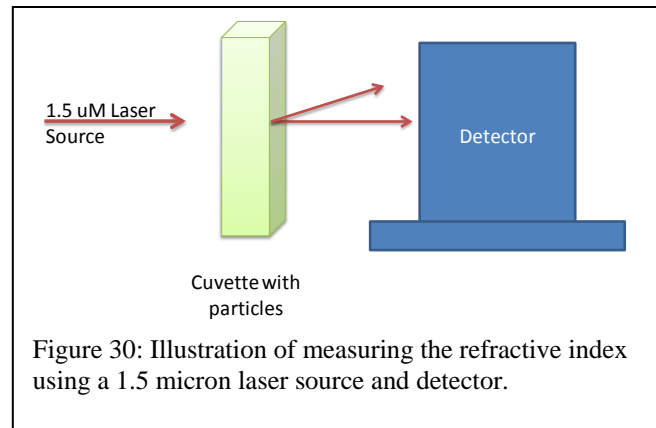 1.5 uM Laser
Source
Detector
Cuvette with
particles
Figure 30: Illustration of measuring the refractive index
using a 1.5 micron laser source and detector.